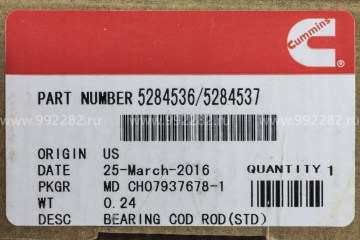 Cummins
PART NUMBER 5284536/5284537
ORIGIN US
DATE 25-March-2016
QUANTITY 1
PKGR MD CH07937678-1
WT 0.24
DESC BEARING COD ROD(STD)
www.992282.ru